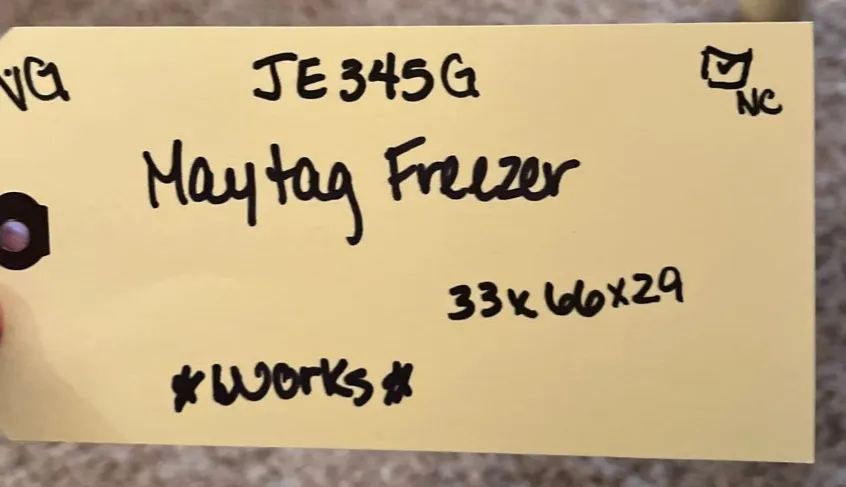 VG JE345G
NC
Maytag Freezer
33x66x29
*Works*